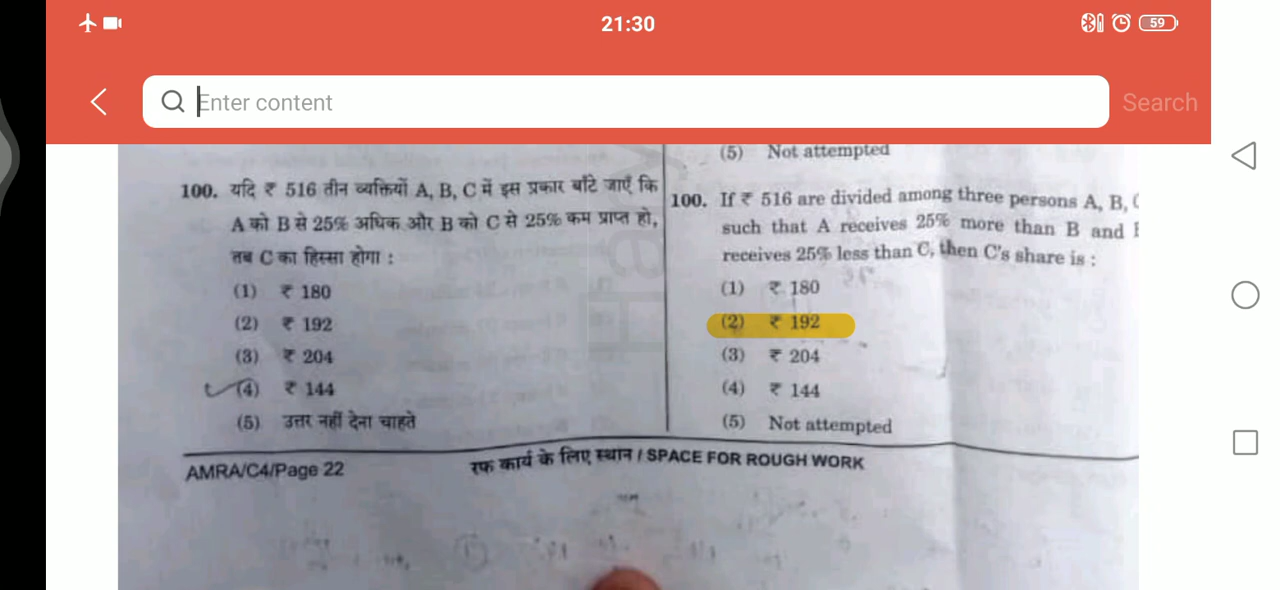 21:30
59
Enter content
Search
(5) Not attempted
100. यदि ₹ 516 तीन व्यक्तियों A, B, C में इस प्रकार बाँटे जाएँ कि
A को B से 25% अधिक और B को C से 25% कम प्राप्त हो,
तब C का हिस्सा होगा :
(1) ₹ 180
(2) ₹ 192
(3) ₹ 204
(4) ₹ 144
(5) उत्तर नहीं देना चाहते
100. If ₹ 516 are divided among three persons A, B,
such that A receives 25% more than B and
receives 25% less than C, then C's share is :
(1) ₹ 180
(2) ₹ 192
(3) ₹ 204
(4) ₹ 144
(5) Not attempted
AMRA/C4/Page 22
रफ कार्य के लिए स्थान / SPACE FOR ROUGH WORK